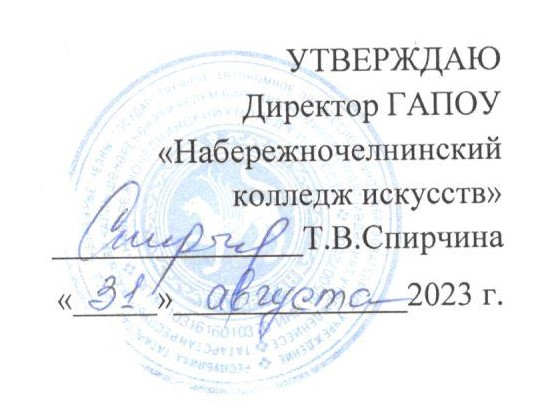 УТВЕРЖДАЮ
Директор ГАПОУ
«Набережночелнинский
колледж искусств»
Т.В.Спирчина
«31» августа 2023 г.